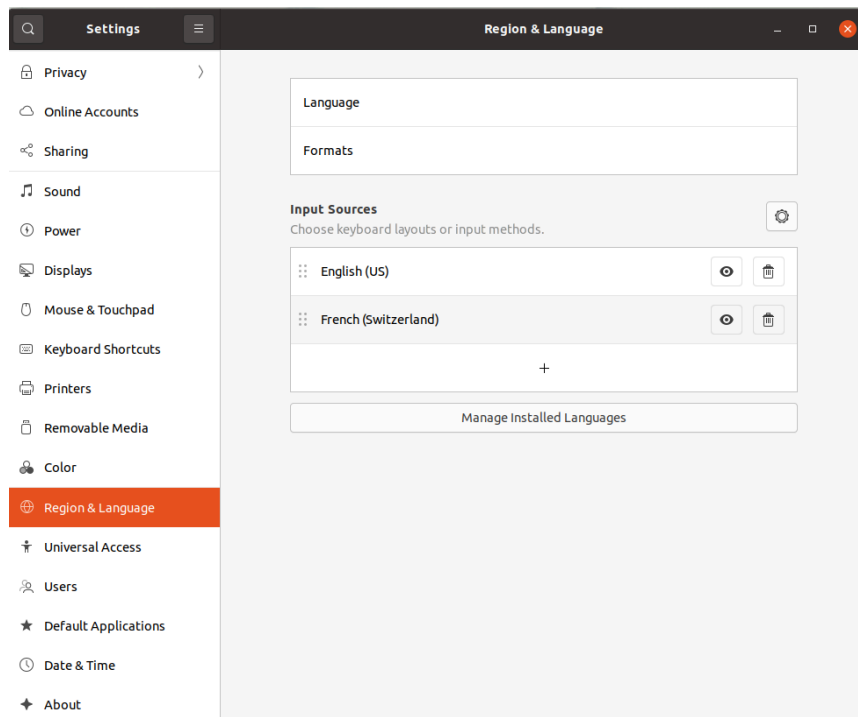 Settings
Region & Language
Privacy
Online Accounts
Sharing
Sound
Power
Displays
Mouse & Touchpad
Keyboard Shortcuts
Printers
Removable Media
Color
Region & Language
Universal Access
Users
Default Applications
Date & Time
About
Language
Formats
Input Sources
Choose keyboard layouts or input methods.
English (US)
French (Switzerland)
+
Manage Installed Languages